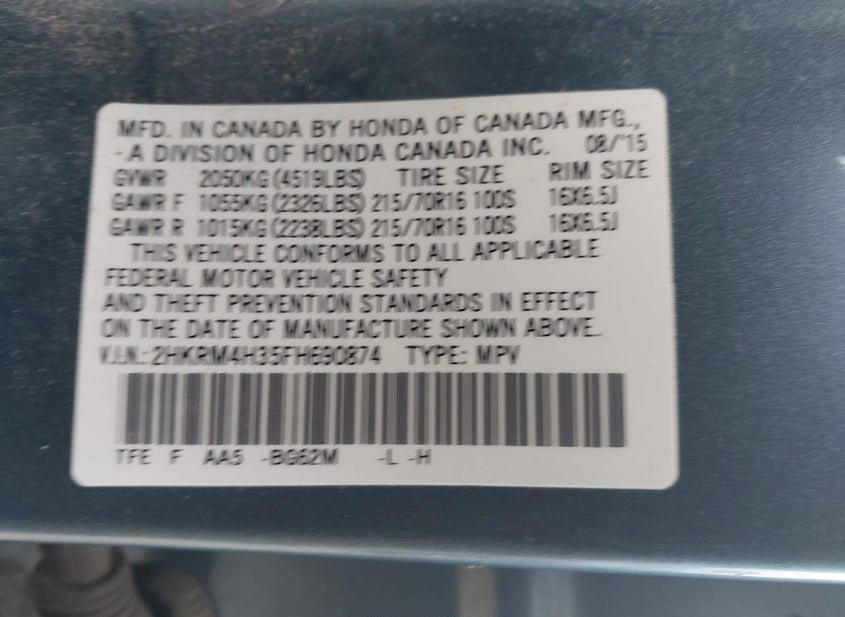 MFD. IN CANADA BY HONDA OF CANADA MFG.,
-A DIVISION OF HONDA CANADA INC. 08/'15
GVWR 2050KG(4519LBS) TIRE SIZE RIM SIZE
GAWR F 1055KG(2326LBS) 215/70R16 100S 16X6.5J
GAWR R 1015KG(2238LBS) 215/70R16 100S 16X6.5J
THIS VEHICLE CONFORMS TO ALL APPLICABLE
FEDERAL MOTOR VEHICLE SAFETY
AND THEFT PREVENTION STANDARDS IN EFFECT
ON THE DATE OF MANUFACTURE SHOWN ABOVE.
V.I.N.:2HKRM4H35FH690874 TYPE: MPV
TFE F AA5 -BG62M -L -H